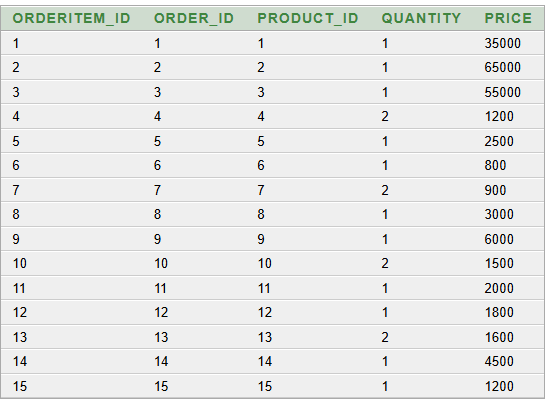 ORDERITEM_ID ORDER_ID PRODUCT_ID QUANTITY PRICE
1 1 1 1 35000
2 2 2 1 65000
3 3 3 1 55000
4 4 4 2 1200
5 5 5 1 2500
6 6 6 1 800
7 7 7 2 900
8 8 8 1 3000
9 9 9 1 6000
10 10 10 2 1500
11 11 11 1 2000
12 12 12 1 1800
13 13 13 2 1600
14 14 14 1 4500
15 15 15 1 1200